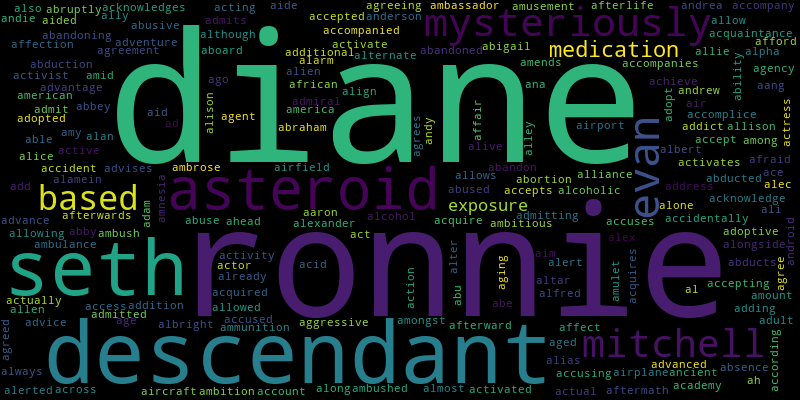 also abruptly acknowledges acting aide agreeing ambassador amusement afterlife andrea accompany
andie aided ally abusive admits accepted anderson mysteriously allow acquaintance
abandoning adventure although accompanied activate abandoned abigail medication afford
affection agreement aboard additional alternate amends allie alpha
abduction alarm alien accompanies agency
activist amid ago african align ana achieve ability aang
advantage alison admiral america affair andrew adopt air accomplice actress
american abbey diane
admit aid agent andy alley airport addict allison
adopted able amy alan ad abraham agrees accept among
alice active accident advises ambrose airfield alive abandon abortion alliance albert activates afraid
add alamein amnesia asteroid allows abused accepts alcoholic evan address abducted ace alec
based exposure alone acknowledge
advance afterwards adam abuse ahead aaron alcohol acquire ambitious admitting accuses accidentally ali
allowing abby ambush alexander act alex adoptive alongside android
ambulance ronnie
seth activity actor acid action alter abu aging aim alert amulet acquires abducts agree
actually already altar accepting
allen access addition acquired allowed abe alfred al amount
admitted adding
agreed advice age albright accused ammunition aggressive amongst afterward affect adult according
descendant aged mitchell
always alias advanced absence
accusing airplane ancient
alerted across aircraft ambition account along ambushed almost activated actual aftermath academy ah